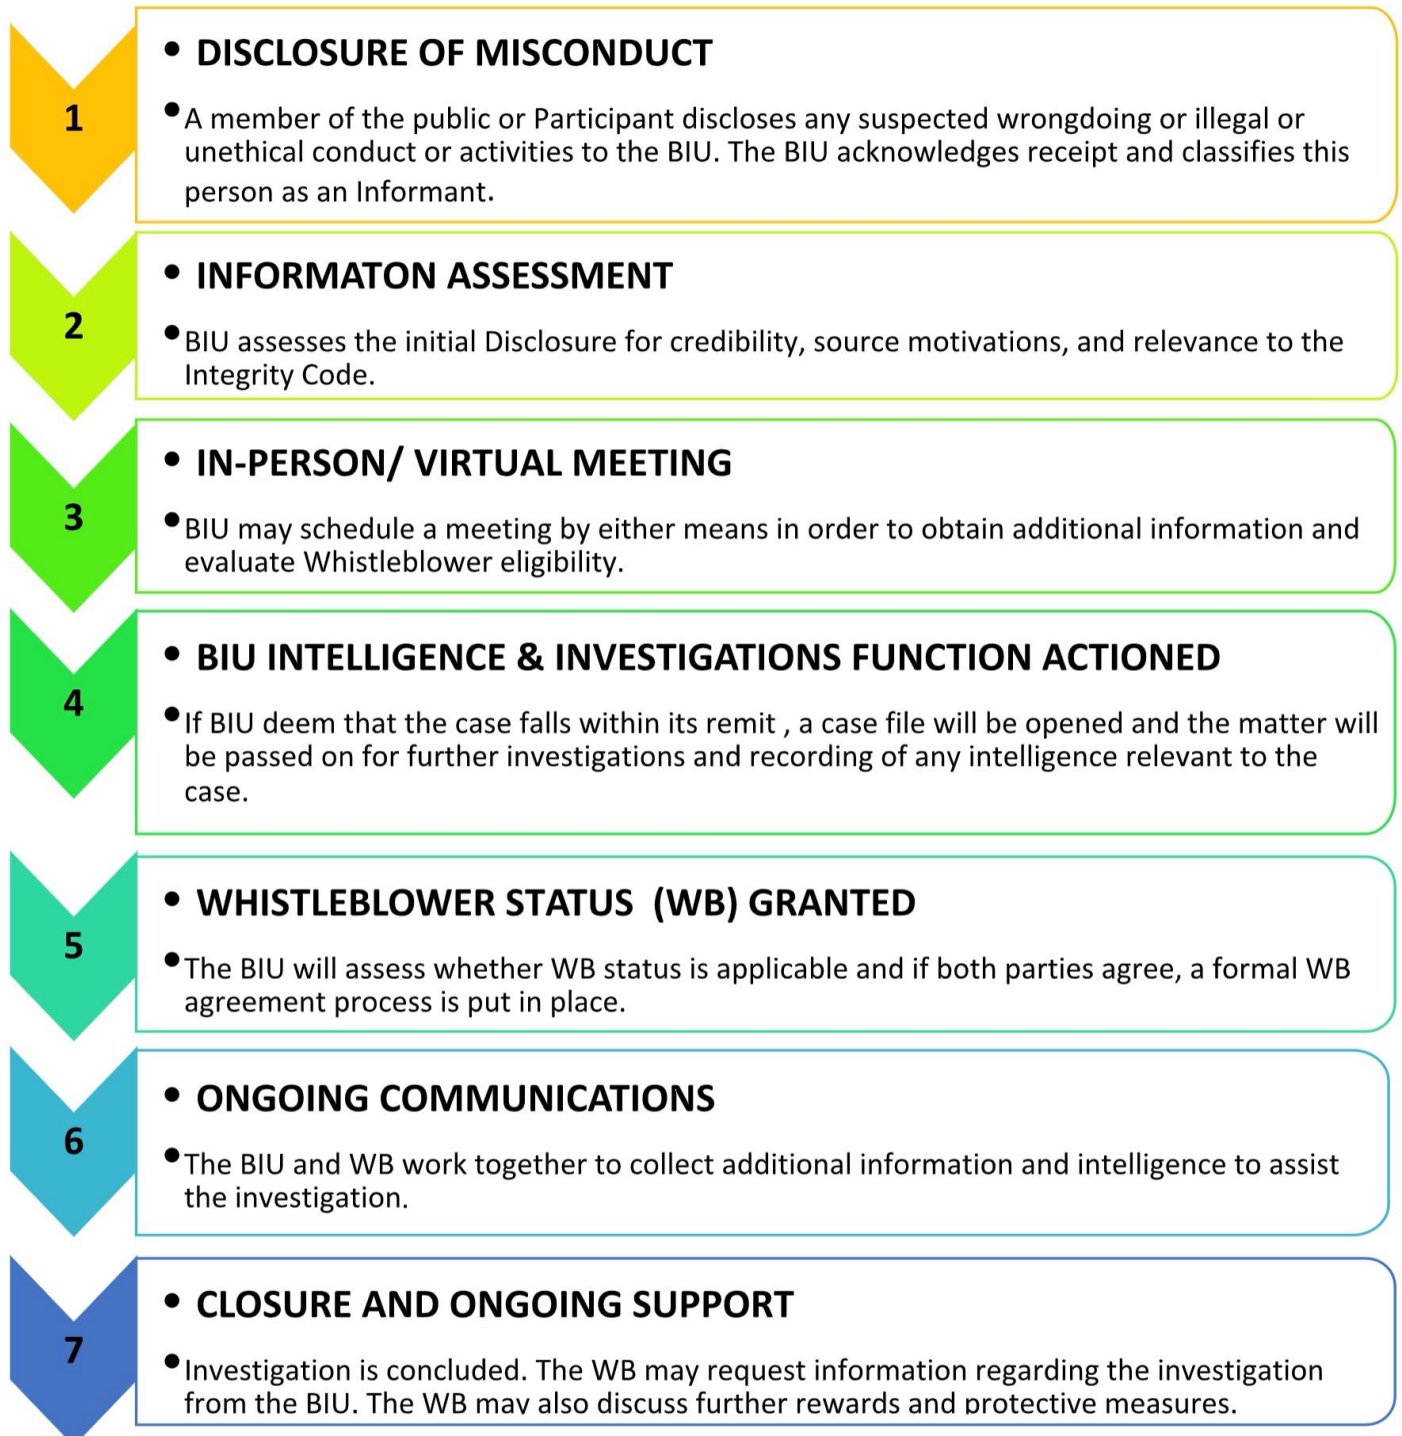 1
• DISCLOSURE OF MISCONDUCT
• A member of the public or Participant discloses any suspected wrongdoing or illegal or
unethical conduct or activities to the BIU. The BIU acknowledges receipt and classifies this
person as an Informant.
2
• INFORMATON ASSESSMENT
• BIU assesses the initial Disclosure for credibility, source motivations, and relevance to the
Integrity Code.
3
• IN-PERSON/ VIRTUAL MEETING
• BIU may schedule a meeting by either means in order to obtain additional information and
evaluate Whistleblower eligibility.
4
• BIU INTELLIGENCE & INVESTIGATIONS FUNCTION ACTIONED
• If BIU deem that the case falls within its remit , a case file will be opened and the matter will
be passed on for further investigations and recording of any intelligence relevant to the
case.
5
• WHISTLEBLOWER STATUS  (WB) GRANTED
• The BIU will assess whether WB status is applicable and if both parties agree, a formal WB
agreement process is put in place.
6
• ONGOING COMMUNICATIONS
• The BIU and WB work together to collect additional information and intelligence to assist
the investigation.
7
• CLOSURE AND ONGOING SUPPORT
• Investigation is concluded. The WB may request information regarding the investigation
from the BIU. The WB may also discuss further rewards and protective measures.